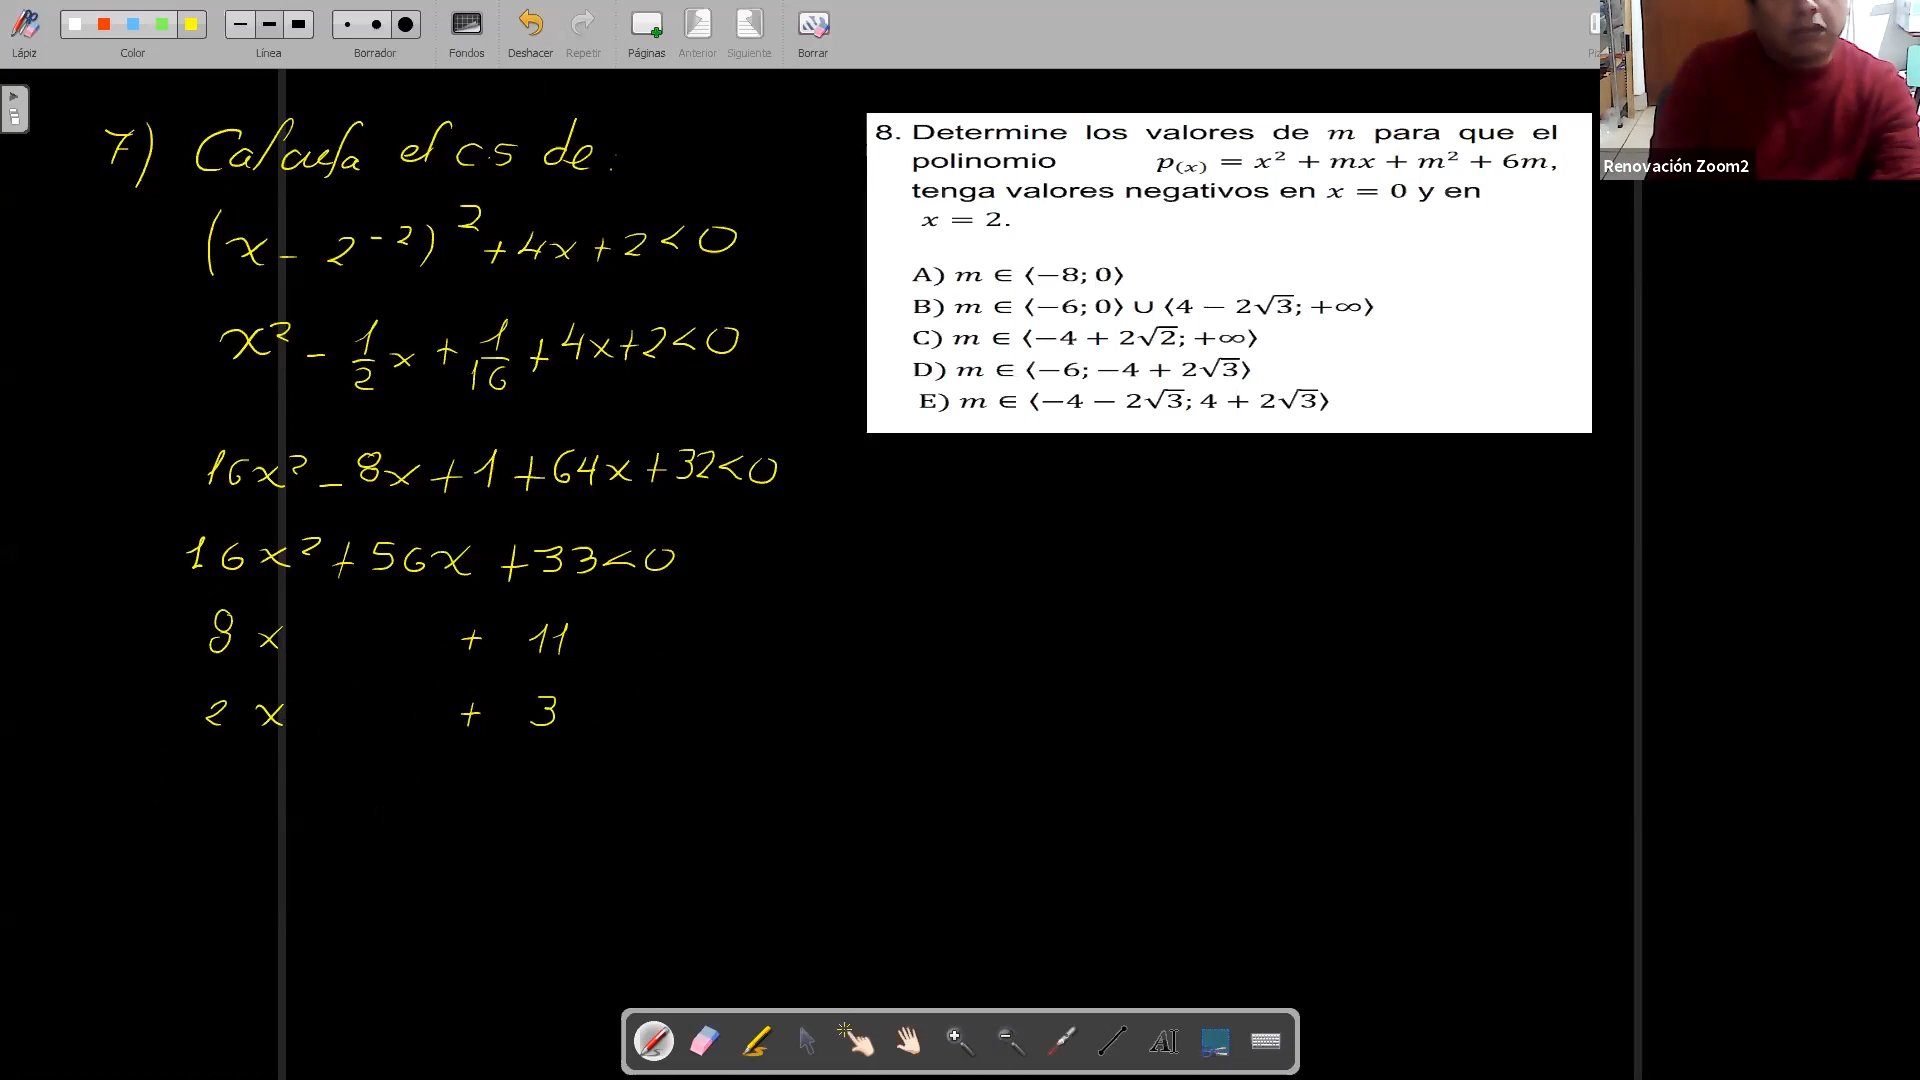 Lápiz
Color
Línea
Borrador
Fondos
Deshacer
Repetir
Páginas
Anterior
Siguiente
Borrar
Renovación Zoom2
7) Calcula el cs de:
(x - 2⁻²)² + 4x + 2 < 0
x² - 1/2 x + 1/16 + 4x + 2 < 0
16x² - 8x + 1 + 64x + 32 < 0
16x² + 56x + 33 < 0
8x + 11
2x + 3
8. Determine los valores de m para que el
polinomio p₍ₓ₎ = x² + mx + m² + 6m,
tenga valores negativos en x = 0 y en
x = 2.
A) m ∈ ⟨−8; 0⟩
B) m ∈ ⟨−6; 0⟩ ∪ ⟨4 − 2√3; +∞⟩
C) m ∈ ⟨−4 + 2√2; +∞⟩
D) m ∈ ⟨−6; −4 + 2√3⟩
E) m ∈ ⟨−4 − 2√3; 4 + 2√3⟩